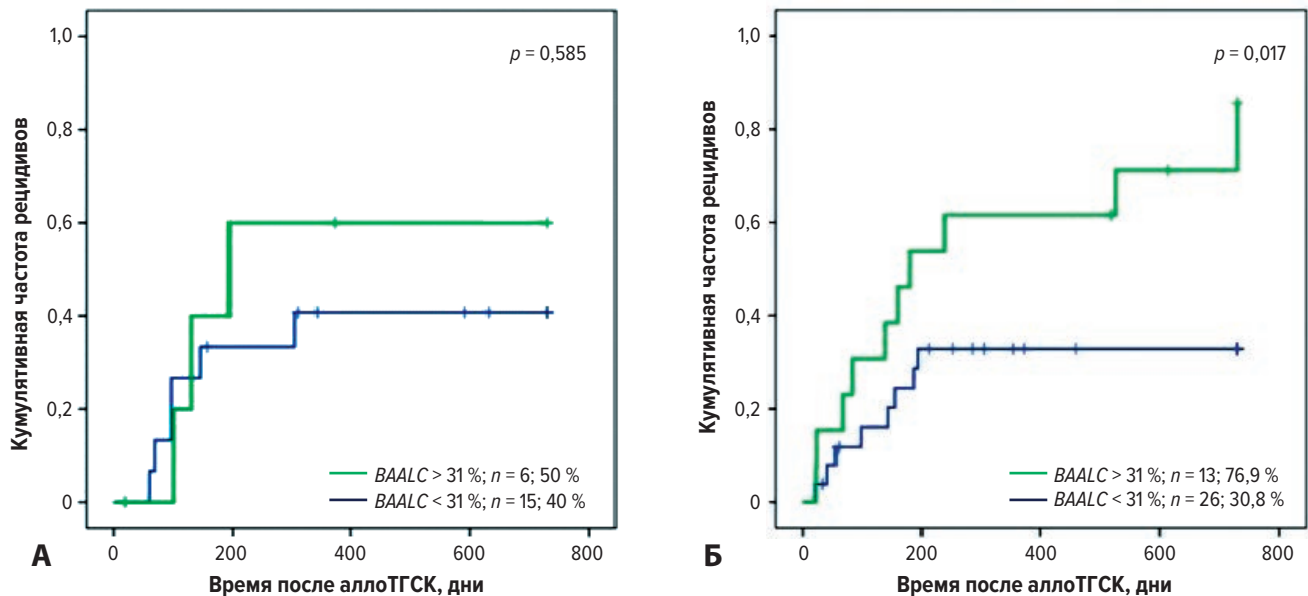 Кумулятивная частота рецидивов
1,0
0,8
0,6
0,4
0,2
0
p = 0,585
BAALC > 31 %; n = 6; 50 %
BAALC < 31 %; n = 15; 40 %
0 200 400 600 800
Время после аллоТГСК, дни
А
Кумулятивная частота рецидивов
1,0
0,8
0,6
0,4
0,2
0
p = 0,017
BAALC > 31 %; n = 13; 76,9 %
BAALC < 31 %; n = 26; 30,8 %
0 200 400 600 800
Время после аллоТГСК, дни
Б